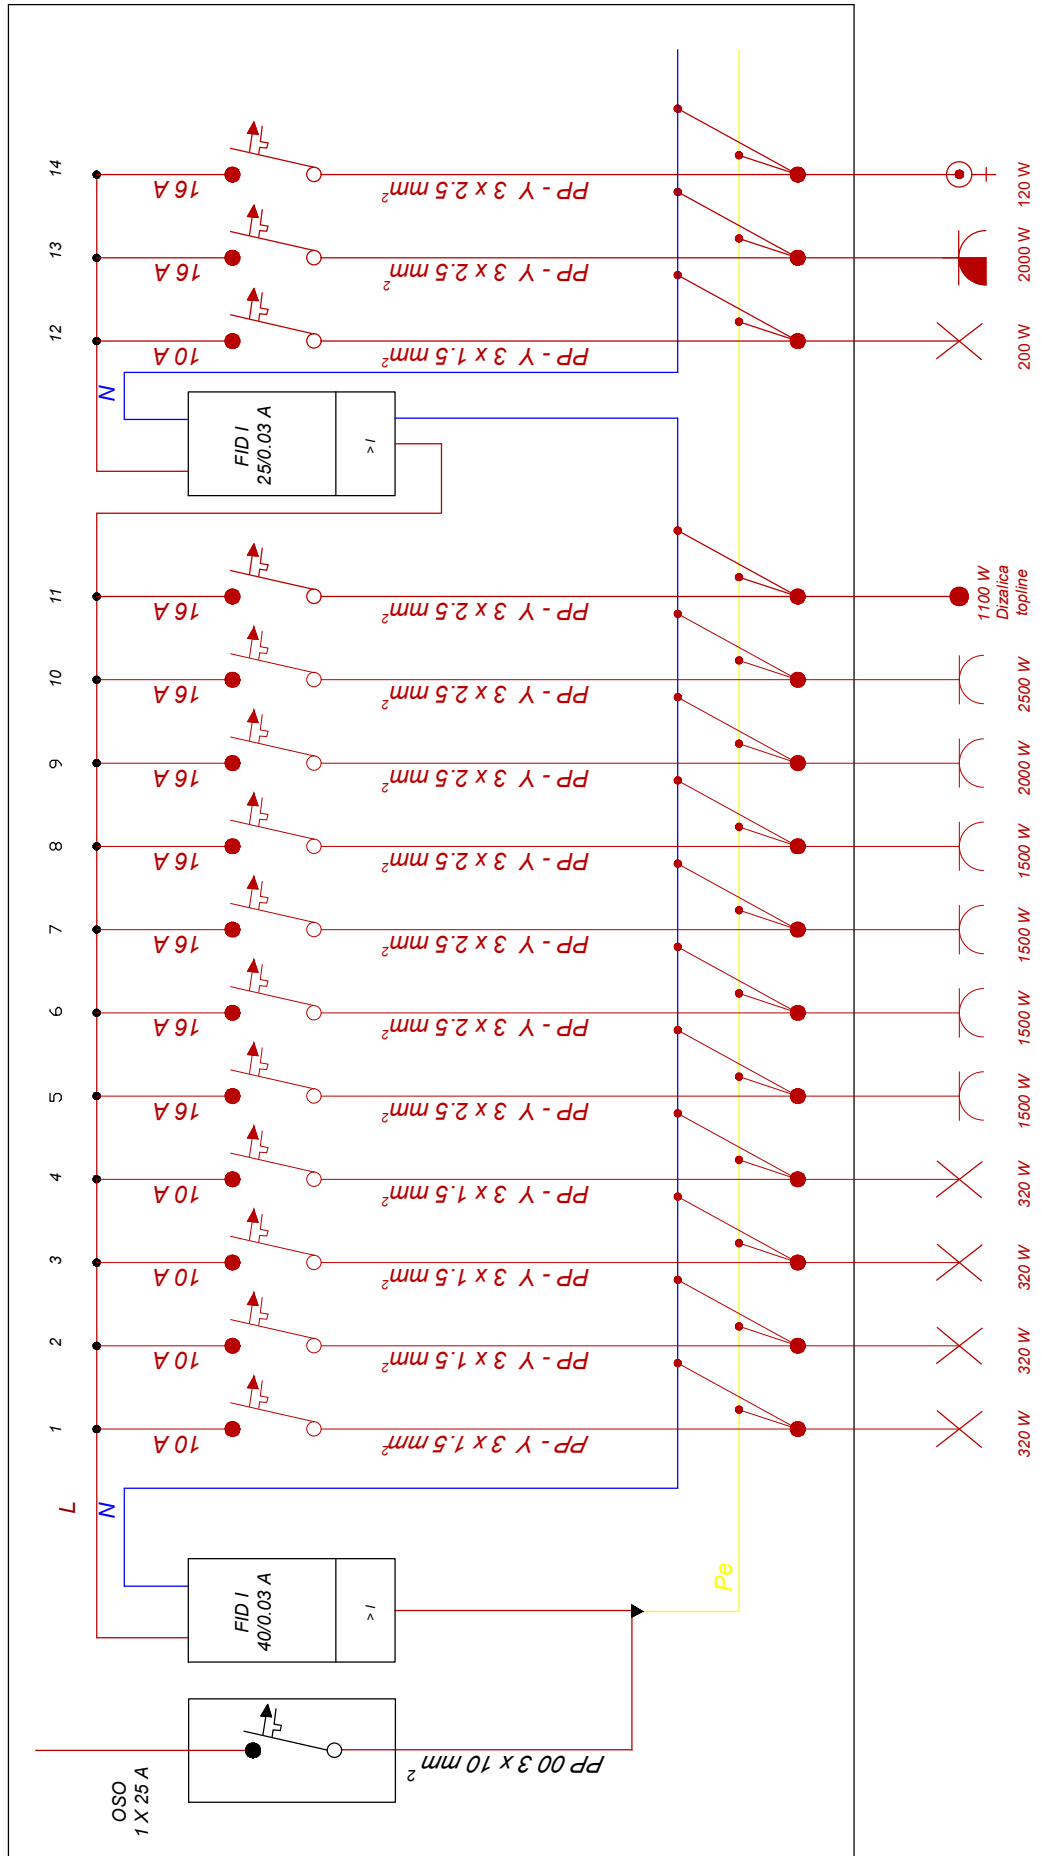 OSO
1 X 25 A
PP 00 3 x 10 mm²
FID I
40/0.03 A
> I
L
N
Pe
1
10 A
PP - Y 3 x 1.5 mm²
320 W
2
10 A
PP - Y 3 x 1.5 mm²
320 W
3
10 A
PP - Y 3 x 1.5 mm²
320 W
4
10 A
PP - Y 3 x 1.5 mm²
320 W
5
16 A
PP - Y 3 x 2.5 mm²
1500 W
6
16 A
PP - Y 3 x 2.5 mm²
1500 W
7
16 A
PP - Y 3 x 2.5 mm²
1500 W
8
16 A
PP - Y 3 x 2.5 mm²
1500 W
9
16 A
PP - Y 3 x 2.5 mm²
2000 W
10
16 A
PP - Y 3 x 2.5 mm²
2500 W
11
16 A
PP - Y 3 x 2.5 mm²
1100 W
Dizalica
topline
FID I
25/0.03 A
> I
N
12
10 A
PP - Y 3 x 1.5 mm²
200 W
13
16 A
PP - Y 3 x 2.5 mm²
2000 W
14
16 A
PP - Y 3 x 2.5 mm²
120 W